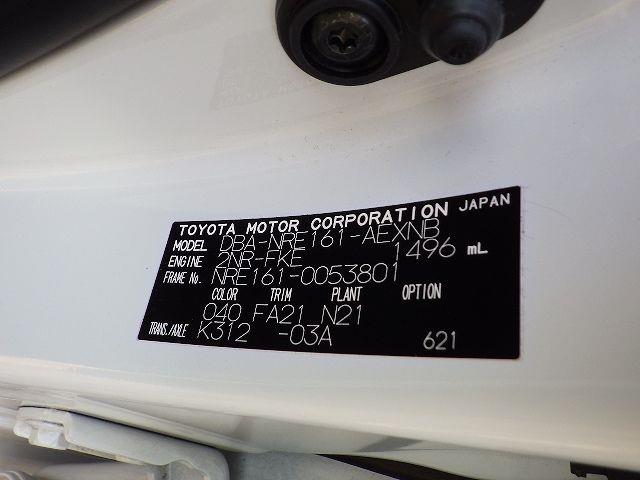 TOYOTA MOTOR CORPORATION JAPAN
MODEL DBA-NRE161-AEXNB
ENGINE 2NR-FKE 1496 mL
FRAME No. NRE161-0053801
COLOR TRIM PLANT OPTION
040 FA21 N21
TRANS./AXLE K312 -03A 621